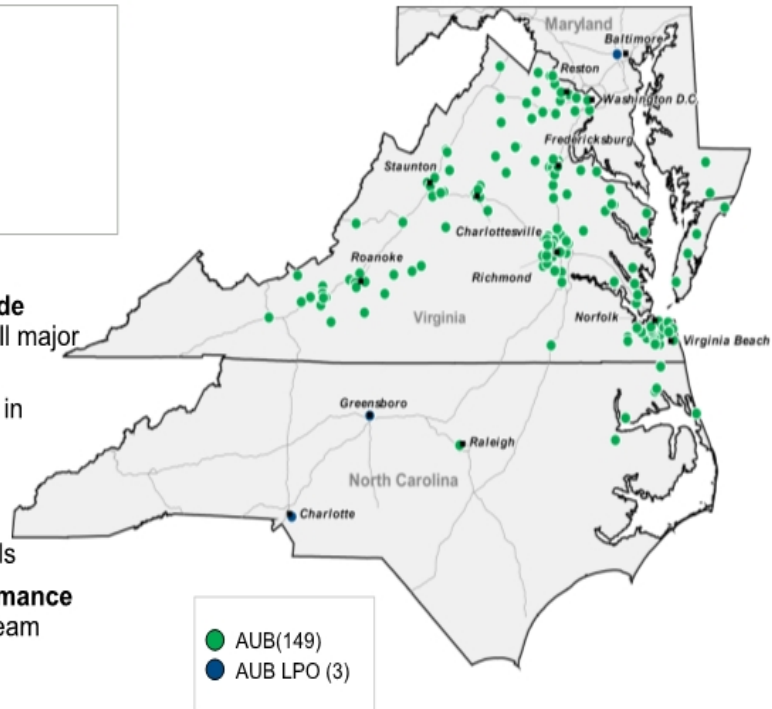 Maryland
Baltimore
Reston
Washington D.C.
Fredericksburg
Staunton
Charlottesville
Roanoke
Richmond
de
ll major
Virginia
Norfolk
Virginia Beach
in
Greensboro
Raleigh
North Carolina
Charlotte
ls
mance
eam
AUB(149)
AUB LPO (3)